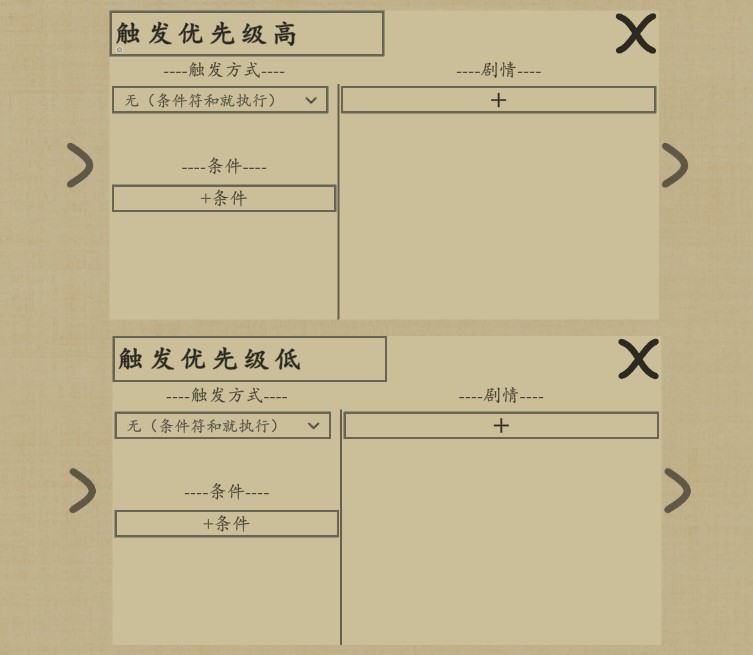 触发优先级高
----触发方式----
----剧情----
无（条件符和就执行）
+
----条件----
+条件
触发优先级低
----触发方式----
----剧情----
无（条件符和就执行）
+
----条件----
+条件